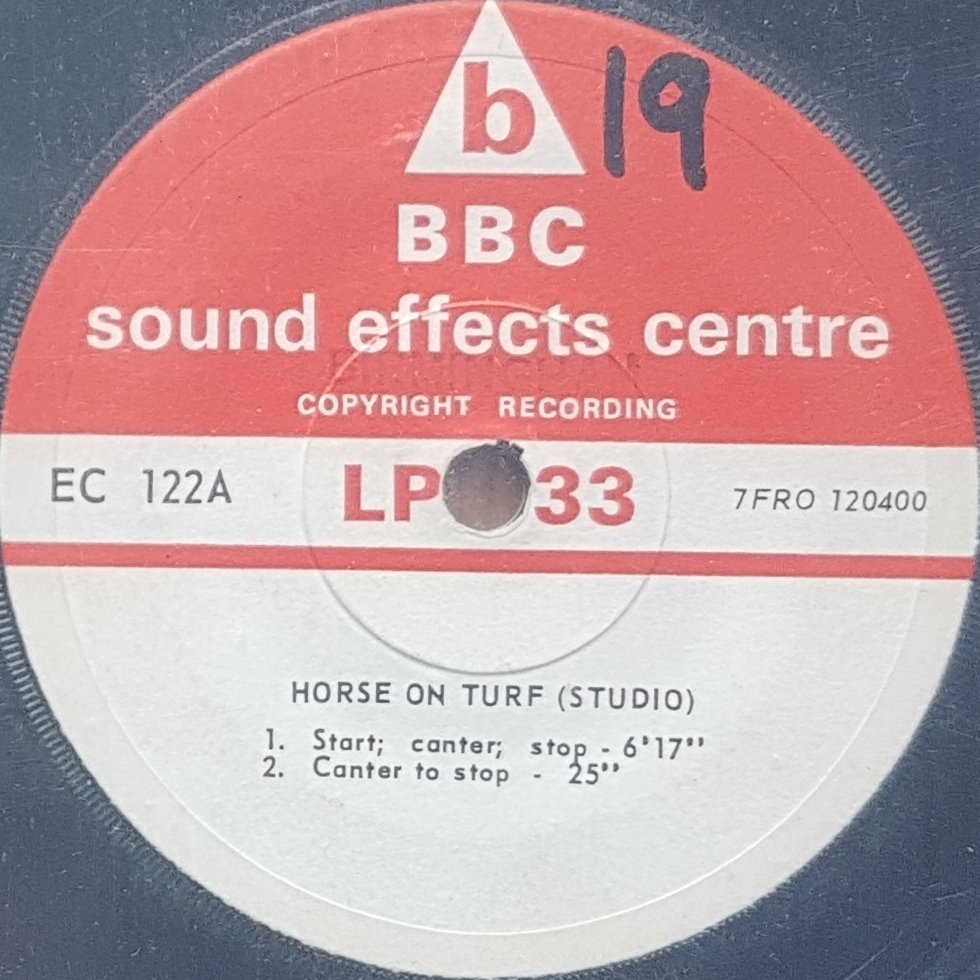 b 19
BBC
sound effects centre
COPYRIGHT RECORDING
EC 122A LP 33 7FRO 120400
HORSE ON TURF (STUDIO)
1. Start; canter; stop - 6'17"
2. Canter to stop - 25"